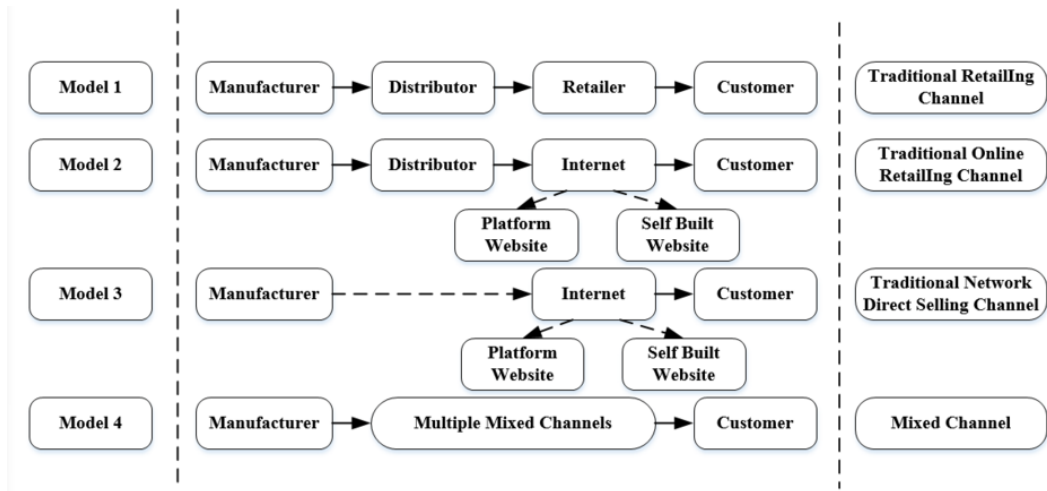 Model 1
Manufacturer
Distributor
Retailer
Customer
Traditional RetailIng
Channel
Model 2
Manufacturer
Distributor
Internet
Customer
Traditional Online
RetailIng Channel
Platform
Website
Self Built
Website
Model 3
Manufacturer
Internet
Customer
Traditional Network
Direct Selling Channel
Platform
Website
Self Built
Website
Model 4
Manufacturer
Multiple Mixed Channels
Customer
Mixed Channel